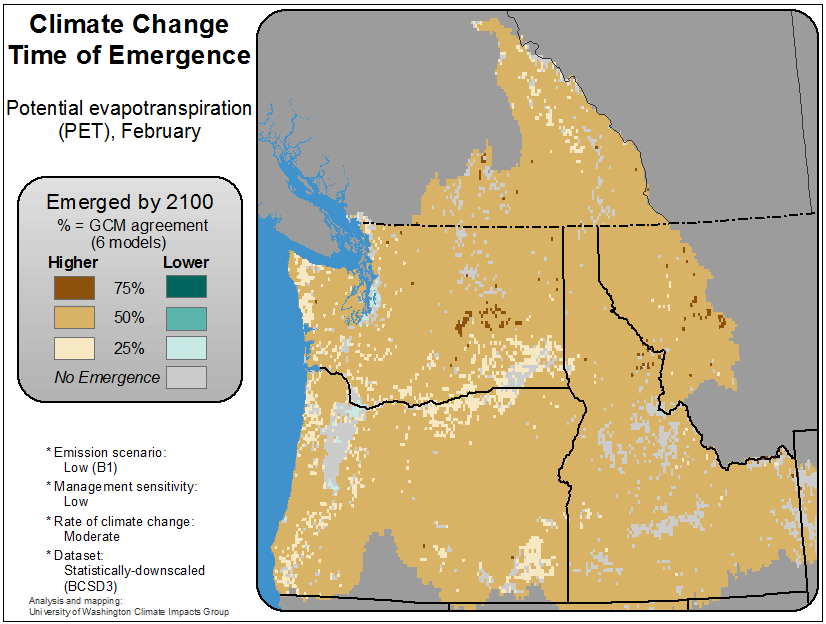 Climate Change
Time of Emergence
Potential evapotranspiration
(PET), February
Emerged by 2100
% = GCM agreement
(6 models)
Higher Lower
75%
50%
25%
No Emergence
* Emission scenario:
Low (B1)
* Management sensitivity:
Low
* Rate of climate change:
Moderate
* Dataset:
Statistically-downscaled
(BCSD3)
Analysis and mapping:
University of Washington Climate Impacts Group